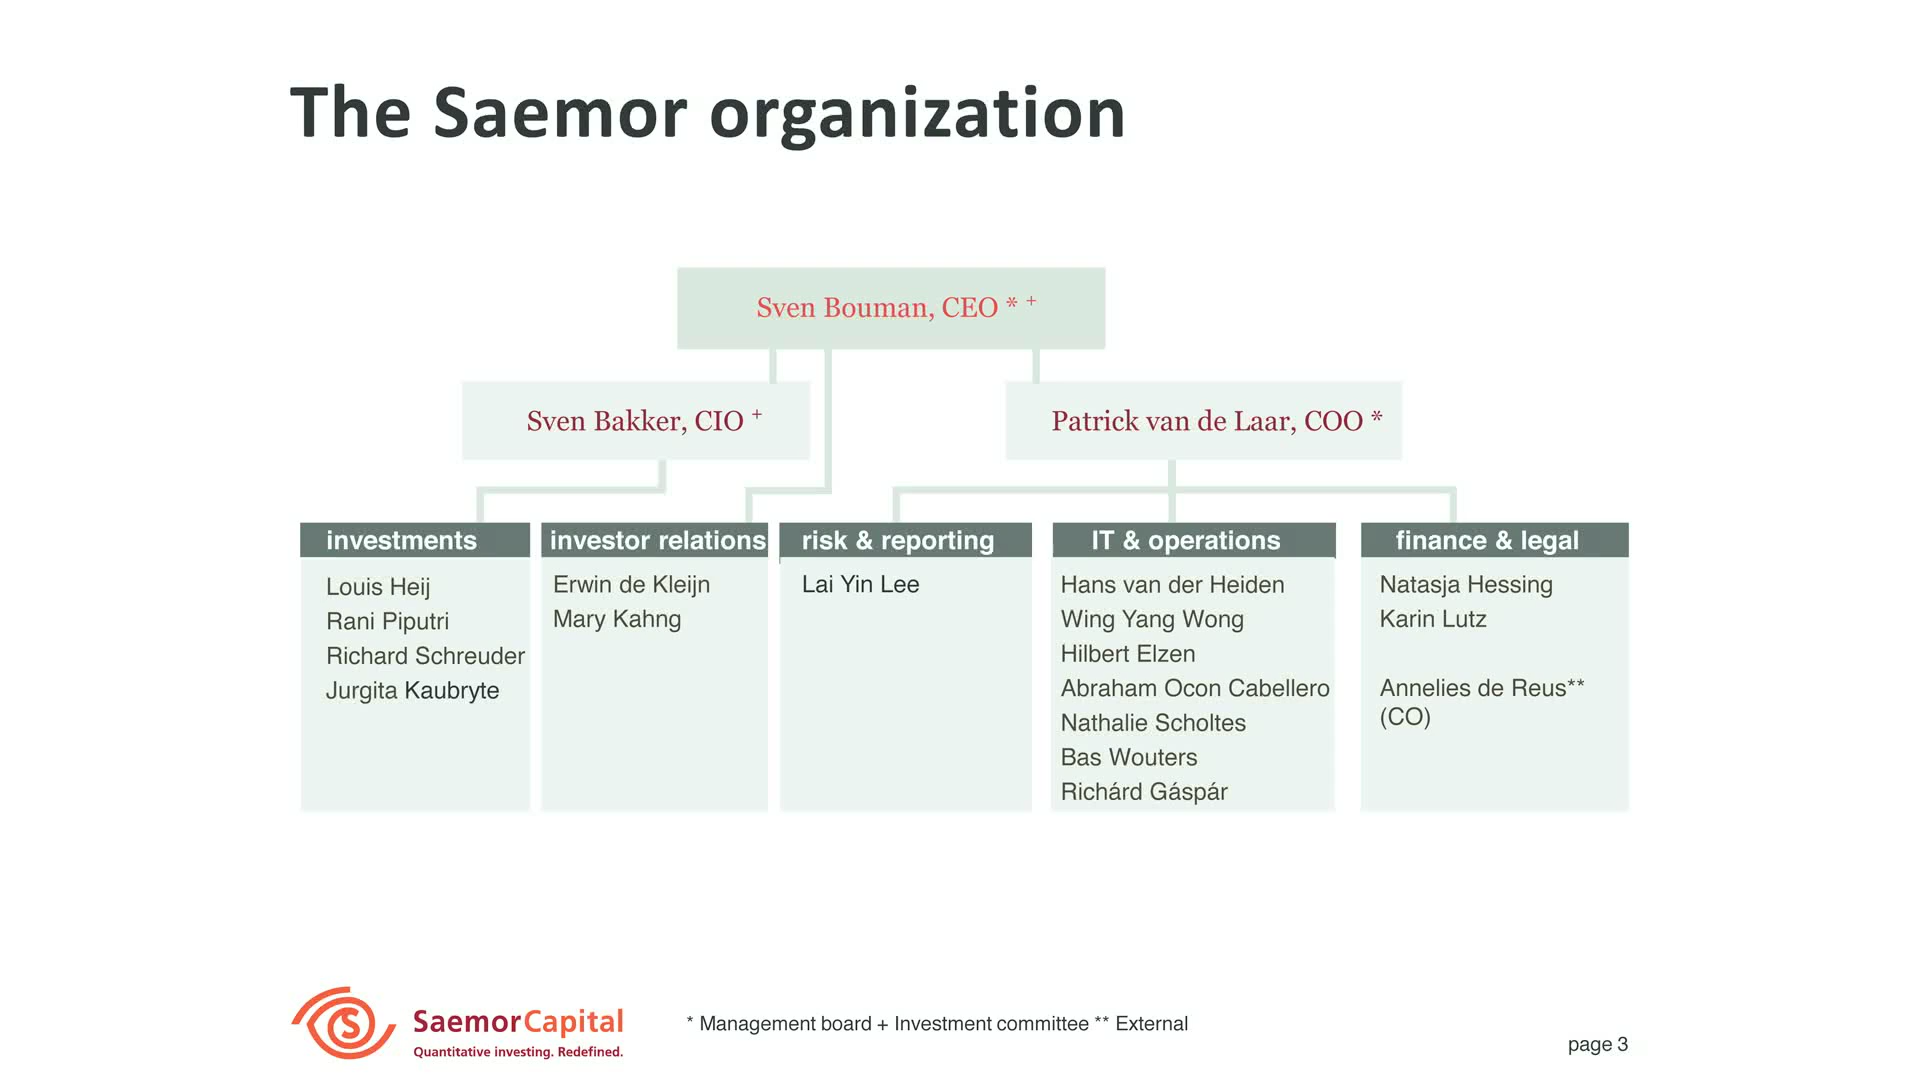 The Saemor organization
Sven Bouman, CEO * +
Sven Bakker, CIO +
Patrick van de Laar, COO *
investments
Louis Heij
Rani Piputri
Richard Schreuder
Jurgita Kaubryte
investor relations
Erwin de Kleijn
Mary Kahng
risk & reporting
Lai Yin Lee
IT & operations
Hans van der Heiden
Wing Yang Wong
Hilbert Elzen
Abraham Ocon Cabellero
Nathalie Scholtes
Bas Wouters
Richárd Gáspár
finance & legal
Natasja Hessing
Karin Lutz
Annelies de Reus**
(CO)
SaemorCapital
Quantitative investing. Redefined.
* Management board + Investment committee ** External
page 3